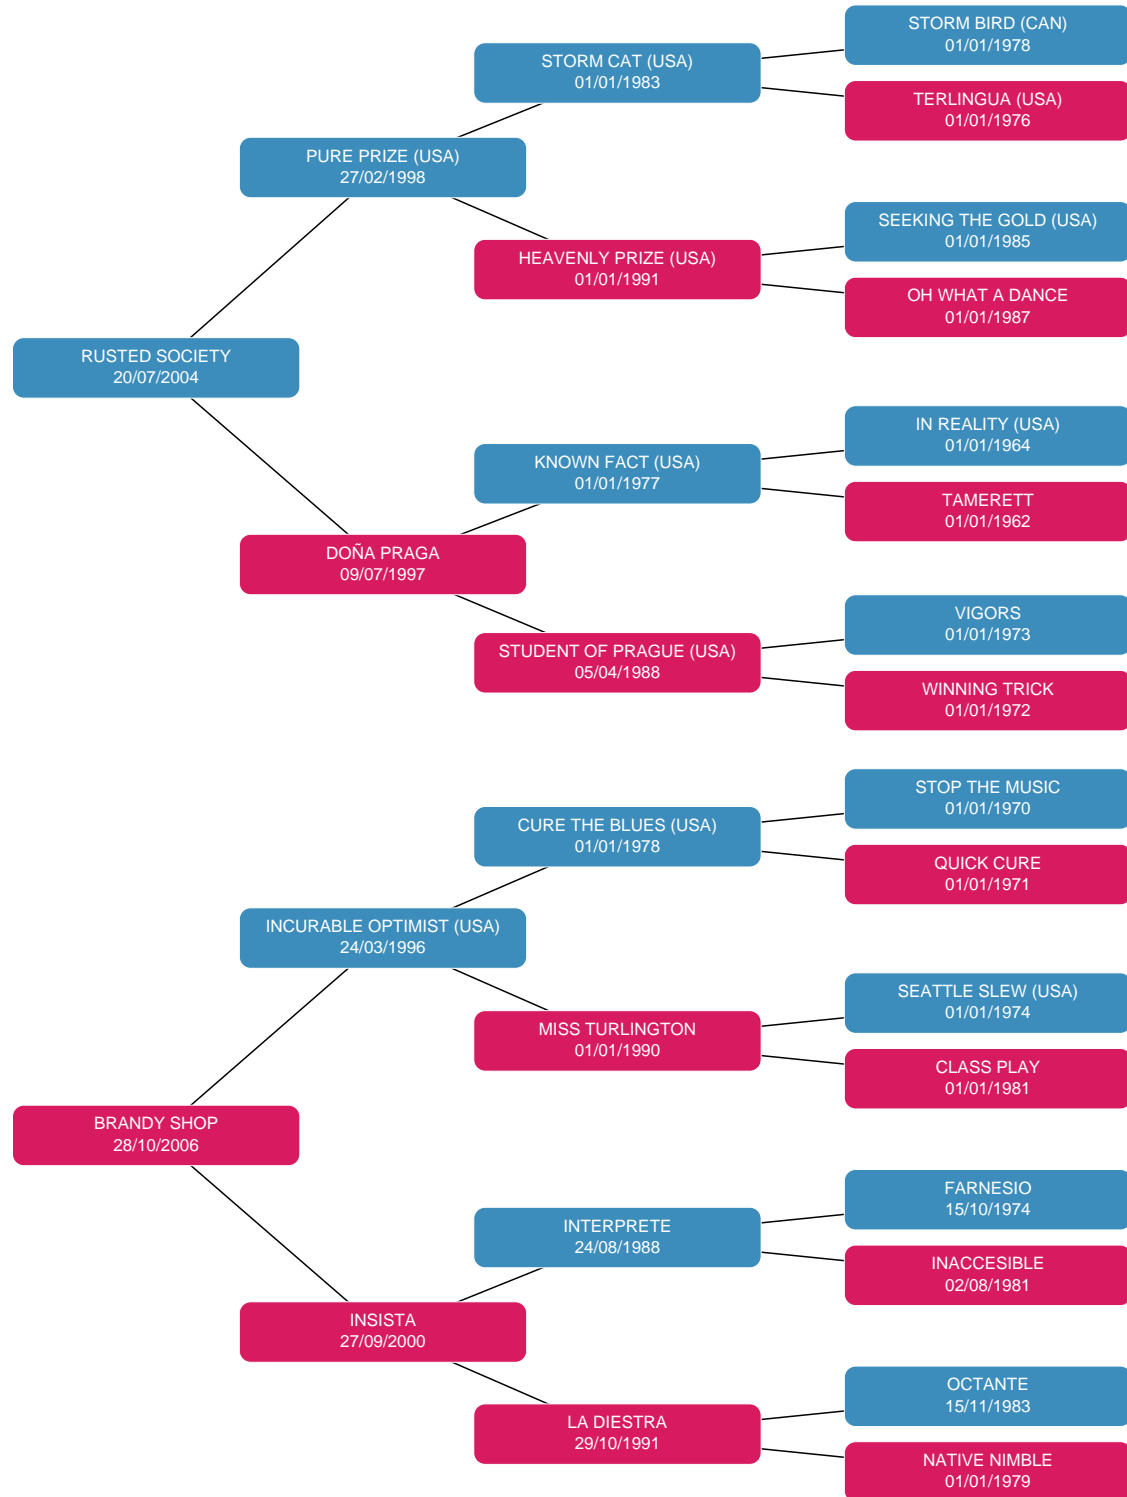 STORM BIRD (CAN)
01/01/1978
STORM CAT (USA)
01/01/1983
TERLINGUA (USA)
01/01/1976
PURE PRIZE (USA)
27/02/1998
SEEKING THE GOLD (USA)
01/01/1985
HEAVENLY PRIZE (USA)
01/01/1991
OH WHAT A DANCE
01/01/1987
RUSTED SOCIETY
20/07/2004
IN REALITY (USA)
01/01/1964
KNOWN FACT (USA)
01/01/1977
TAMERETT
01/01/1962
DOÑA PRAGA
09/07/1997
VIGORS
01/01/1973
STUDENT OF PRAGUE (USA)
05/04/1988
WINNING TRICK
01/01/1972
STOP THE MUSIC
01/01/1970
CURE THE BLUES (USA)
01/01/1978
QUICK CURE
01/01/1971
INCURABLE OPTIMIST (USA)
24/03/1996
SEATTLE SLEW (USA)
01/01/1974
MISS TURLINGTON
01/01/1990
CLASS PLAY
01/01/1981
BRANDY SHOP
28/10/2006
FARNESIO
15/10/1974
INTERPRETE
24/08/1988
INACCESIBLE
02/08/1981
INSISTA
27/09/2000
OCTANTE
15/11/1983
LA DIESTRA
29/10/1991
NATIVE NIMBLE
01/01/1979